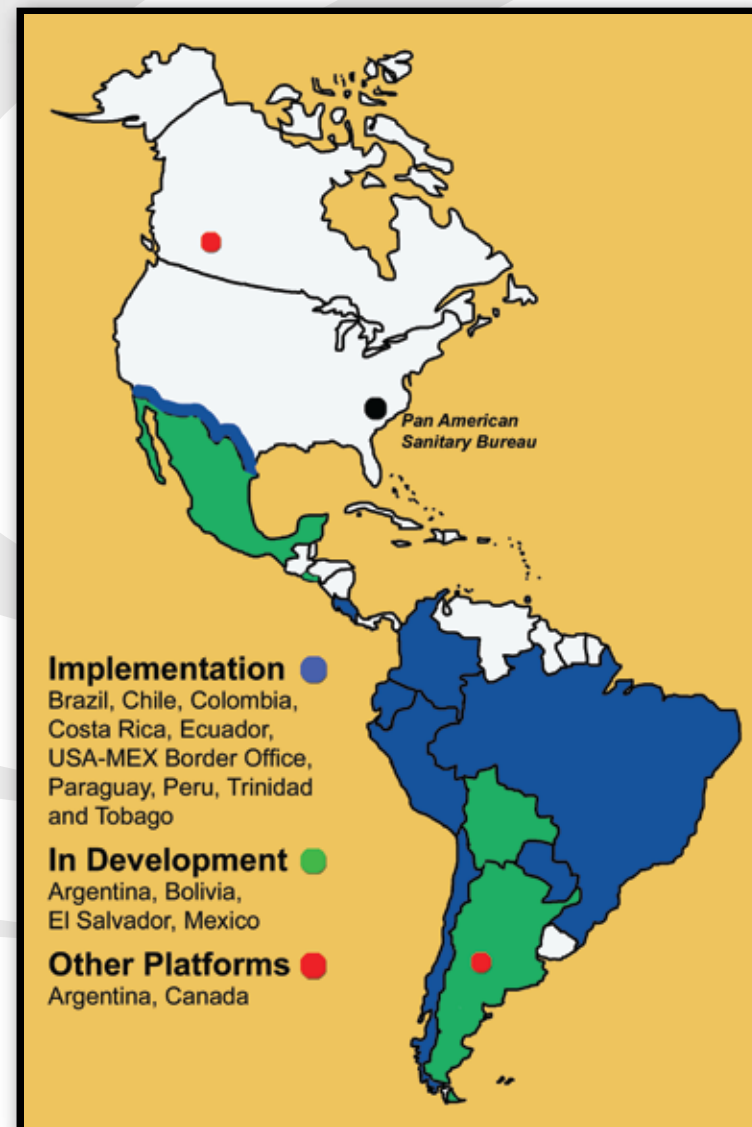 Pan American
Sanitary Bureau
Implementation
Brazil, Chile, Colombia,
Costa Rica, Ecuador,
USA-MEX Border Office,
Paraguay, Peru, Trinidad
and Tobago
In Development
Argentina, Bolivia,
El Salvador, Mexico
Other Platforms
Argentina, Canada